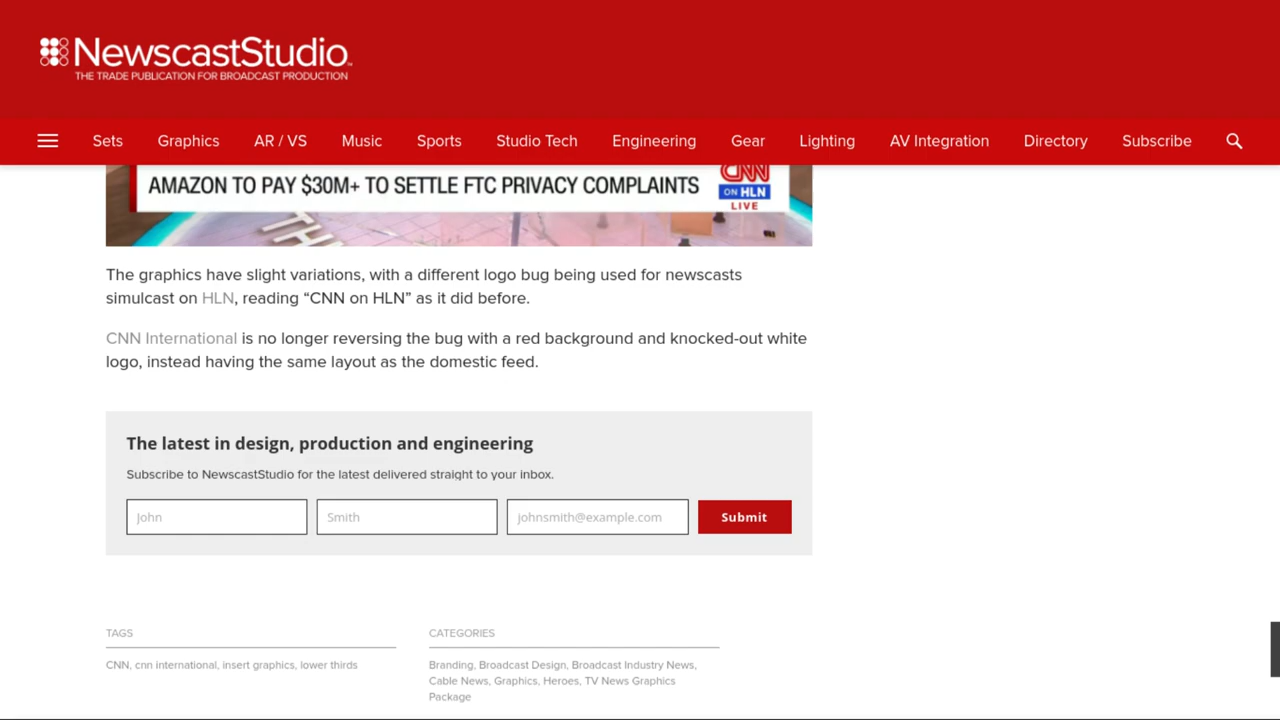 NewscastStudio™
THE TRADE PUBLICATION FOR BROADCAST PRODUCTION
Sets Graphics AR / VS Music Sports Studio Tech Engineering Gear Lighting AV Integration Directory Subscribe
AMAZON TO PAY $30M+ TO SETTLE FTC PRIVACY COMPLAINTS
CNN
ON HLN
LIVE
TH
The graphics have slight variations, with a different logo bug being used for newscasts
simulcast on HLN, reading “CNN on HLN” as it did before.
CNN International is no longer reversing the bug with a red background and knocked-out white
logo, instead having the same layout as the domestic feed.
The latest in design, production and engineering
Subscribe to NewscastStudio for the latest delivered straight to your inbox.
John Smith johnsmith@example.com Submit
TAGS
CNN, cnn international, insert graphics, lower thirds
CATEGORIES
Branding, Broadcast Design, Broadcast Industry News,
Cable News, Graphics, Heroes, TV News Graphics
Package